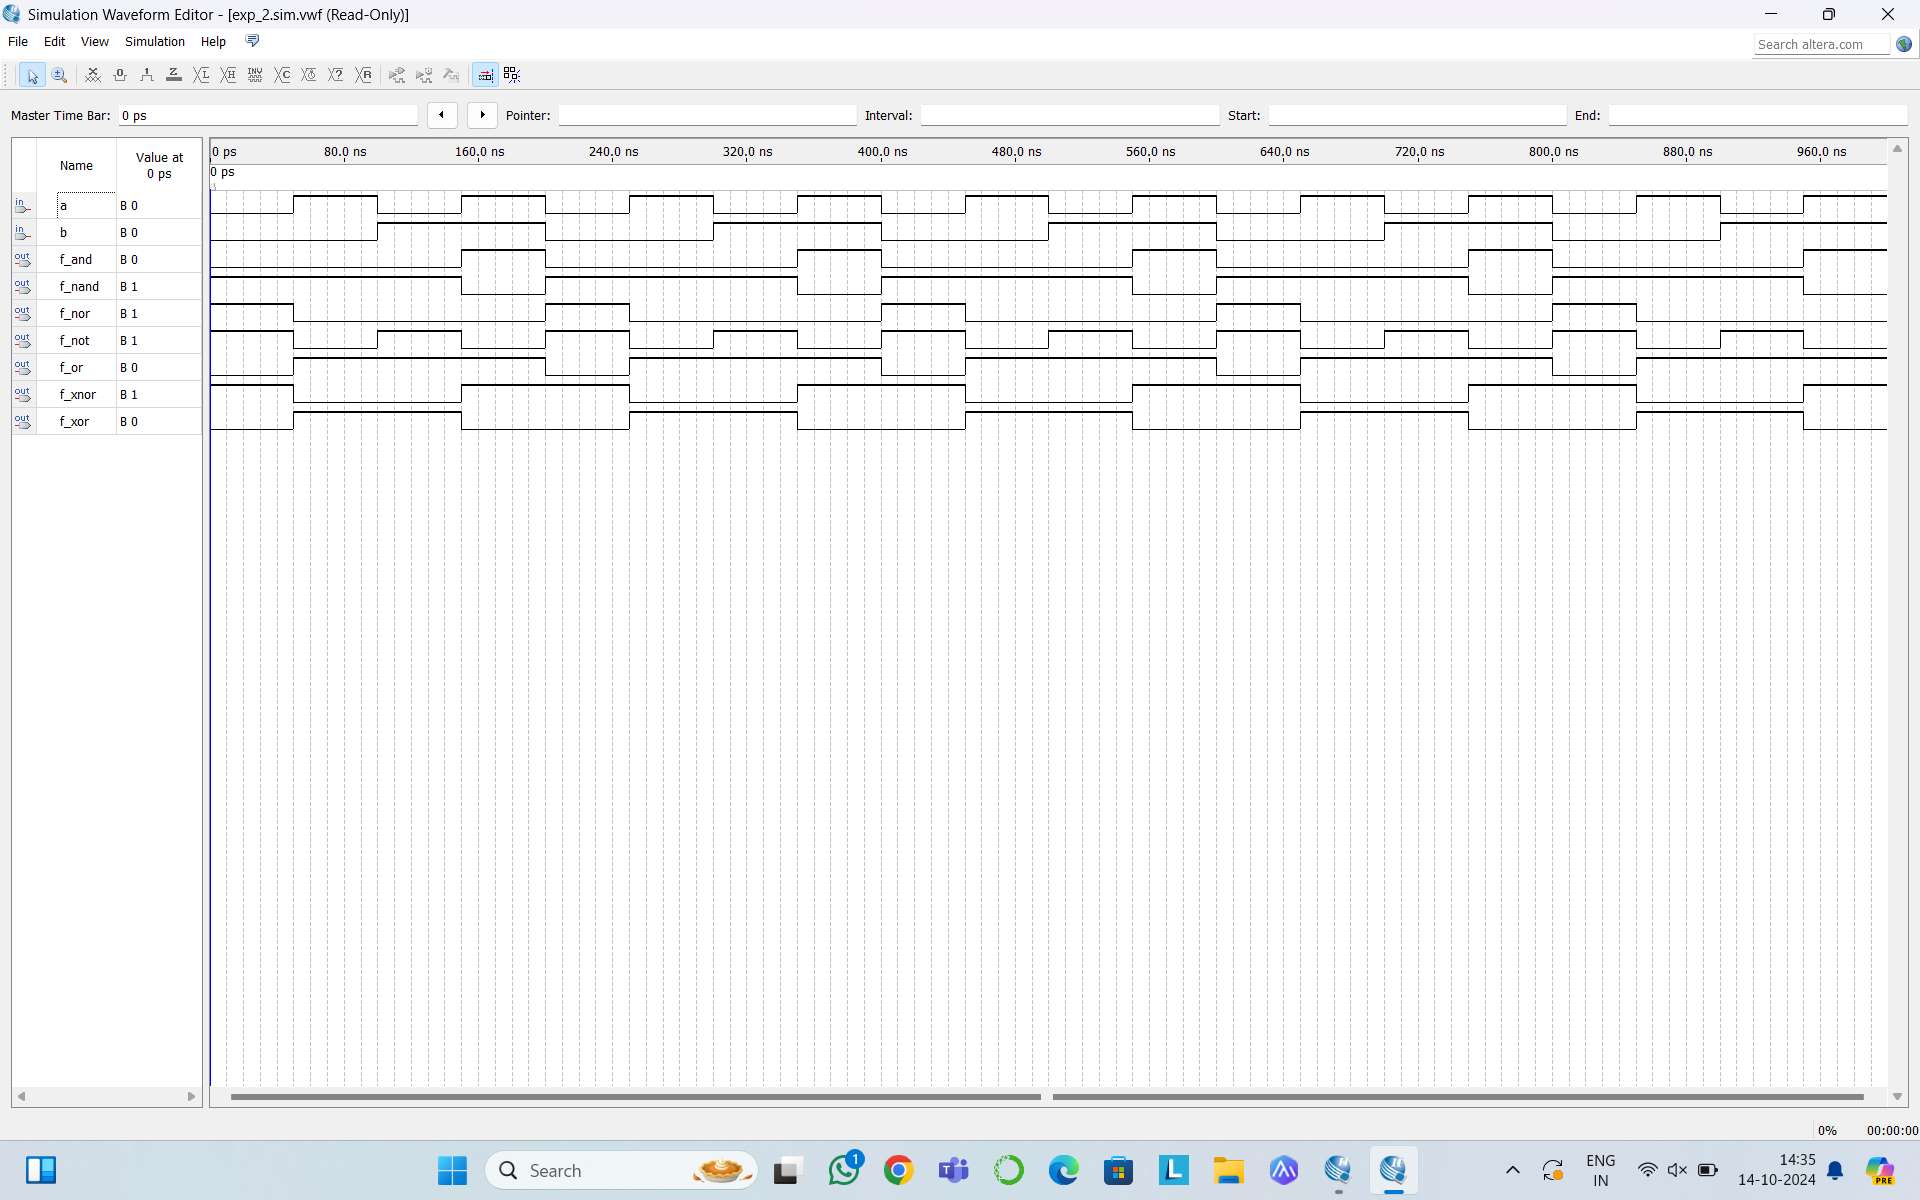 Simulation Waveform Editor - [exp_2.sim.vwf (Read-Only)]
File Edit View Simulation Help
Search altera.com
Master Time Bar: 0 ps Pointer: Interval: Start: End:
Name Value at 0 ps
0 ps 80.0 ns 160.0 ns 240.0 ns 320.0 ns 400.0 ns 480.0 ns 560.0 ns 640.0 ns 720.0 ns 800.0 ns 880.0 ns 960.0 ns
0 ps
in a B 0
in b B 0
out f_and B 0
out f_nand B 1
out f_nor B 1
out f_not B 1
out f_or B 0
out f_xnor B 1
out f_xor B 0
0% 00:00:00
Search
1
ENG
IN
14:35
14-10-2024
PRE